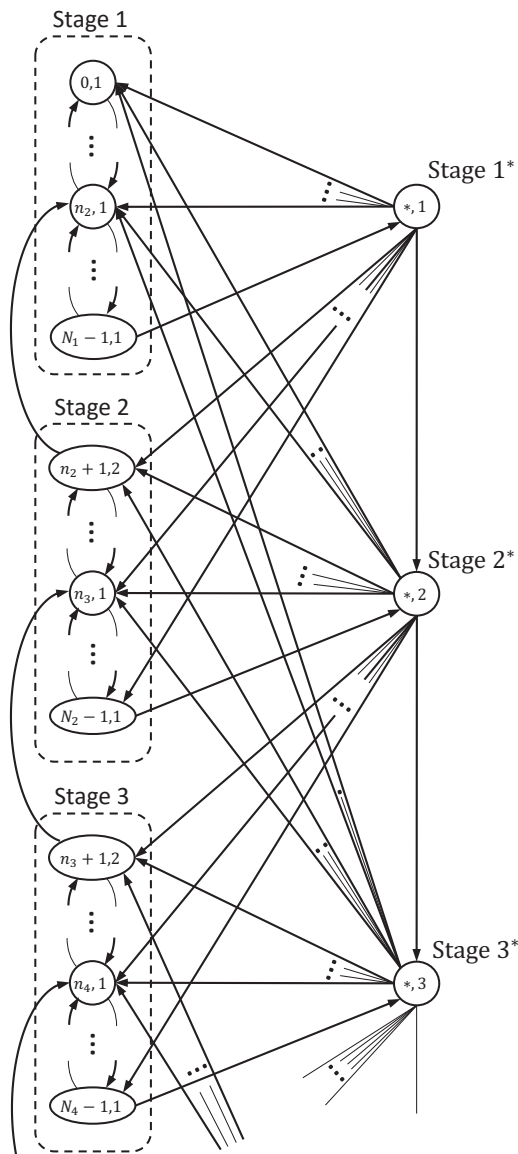 Stage 1
0,1
n₂, 1
N₁ − 1,1
Stage 1*
*, 1
Stage 2
n₂ + 1,2
n₃, 1
N₂ − 1,1
Stage 2*
*, 2
Stage 3
n₃ + 1,2
n₄, 1
N₄ − 1,1
Stage 3*
*, 3